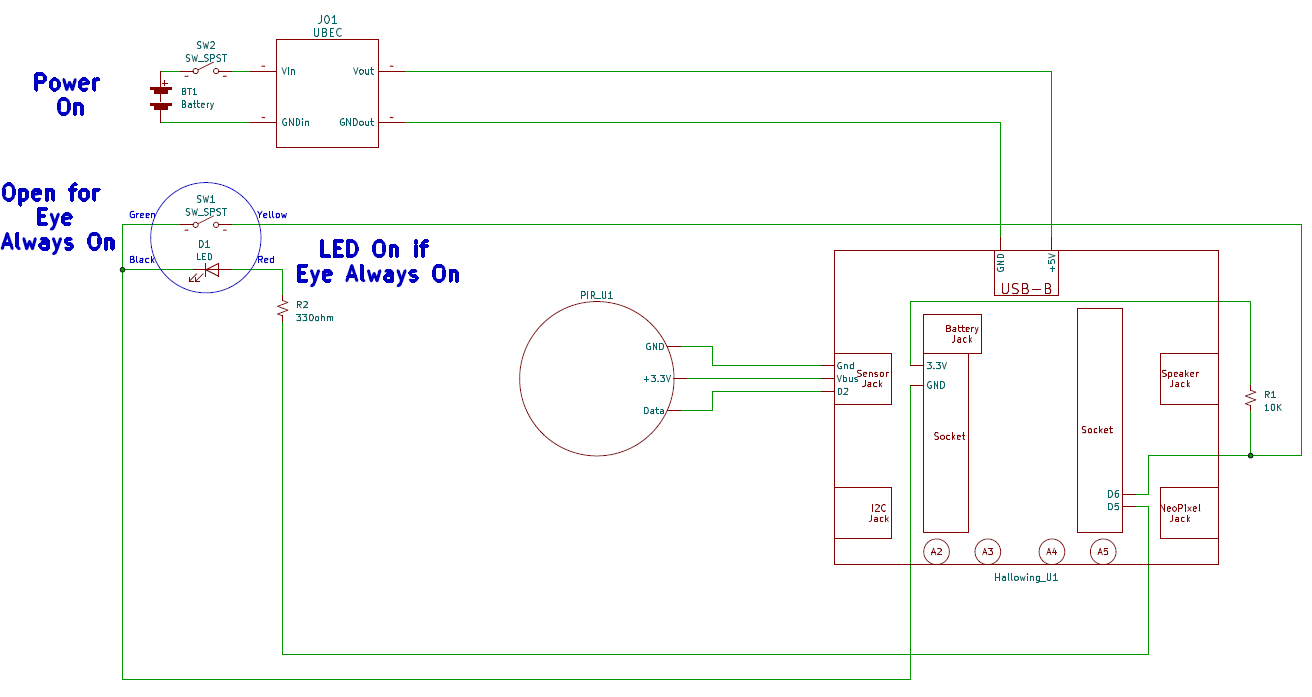 JO1
UBEC
SW2
SW_SPST
~
~
~
Vin
Vout
~
Power
On
+
BT1
Battery
~
GNDin
GNDout
~
Open for
Eye
Always On
SW1
SW_SPST
Green
Yellow
~
~
D1
LED
Black
Red
LED On if
Eye Always On
R2
330ohm
PIR_U1
GND
+3.3V
Data
GND
+5V
USB-B
Battery
Jack
Gnd
Vbus
D2
Sensor
Jack
3.3V
GND
Socket
Socket
Speaker
Jack
R1
10K
D6
D5
I2C
Jack
NeoPixel
Jack
A2
A3
A4
A5
Hallowing_U1